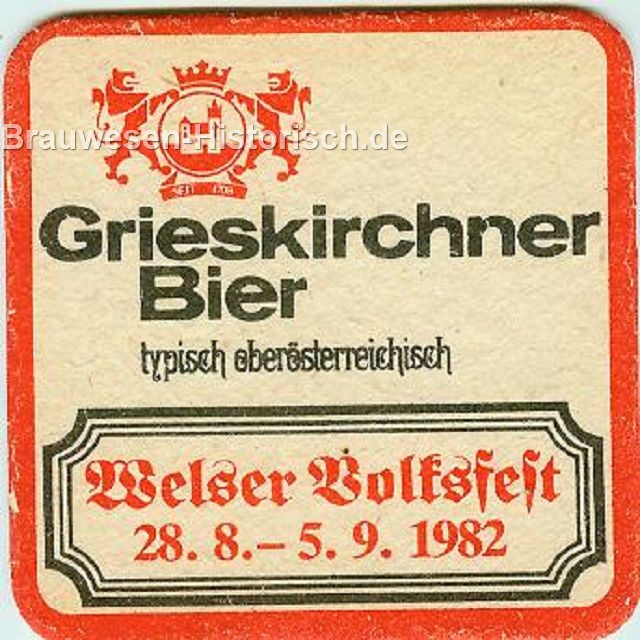 Brauwesen-Historisch.de
SEIT 1708
Grieskirchner
Bier
typisch oberösterreichisch
Welser Volksfest
28. 8. – 5. 9. 1982